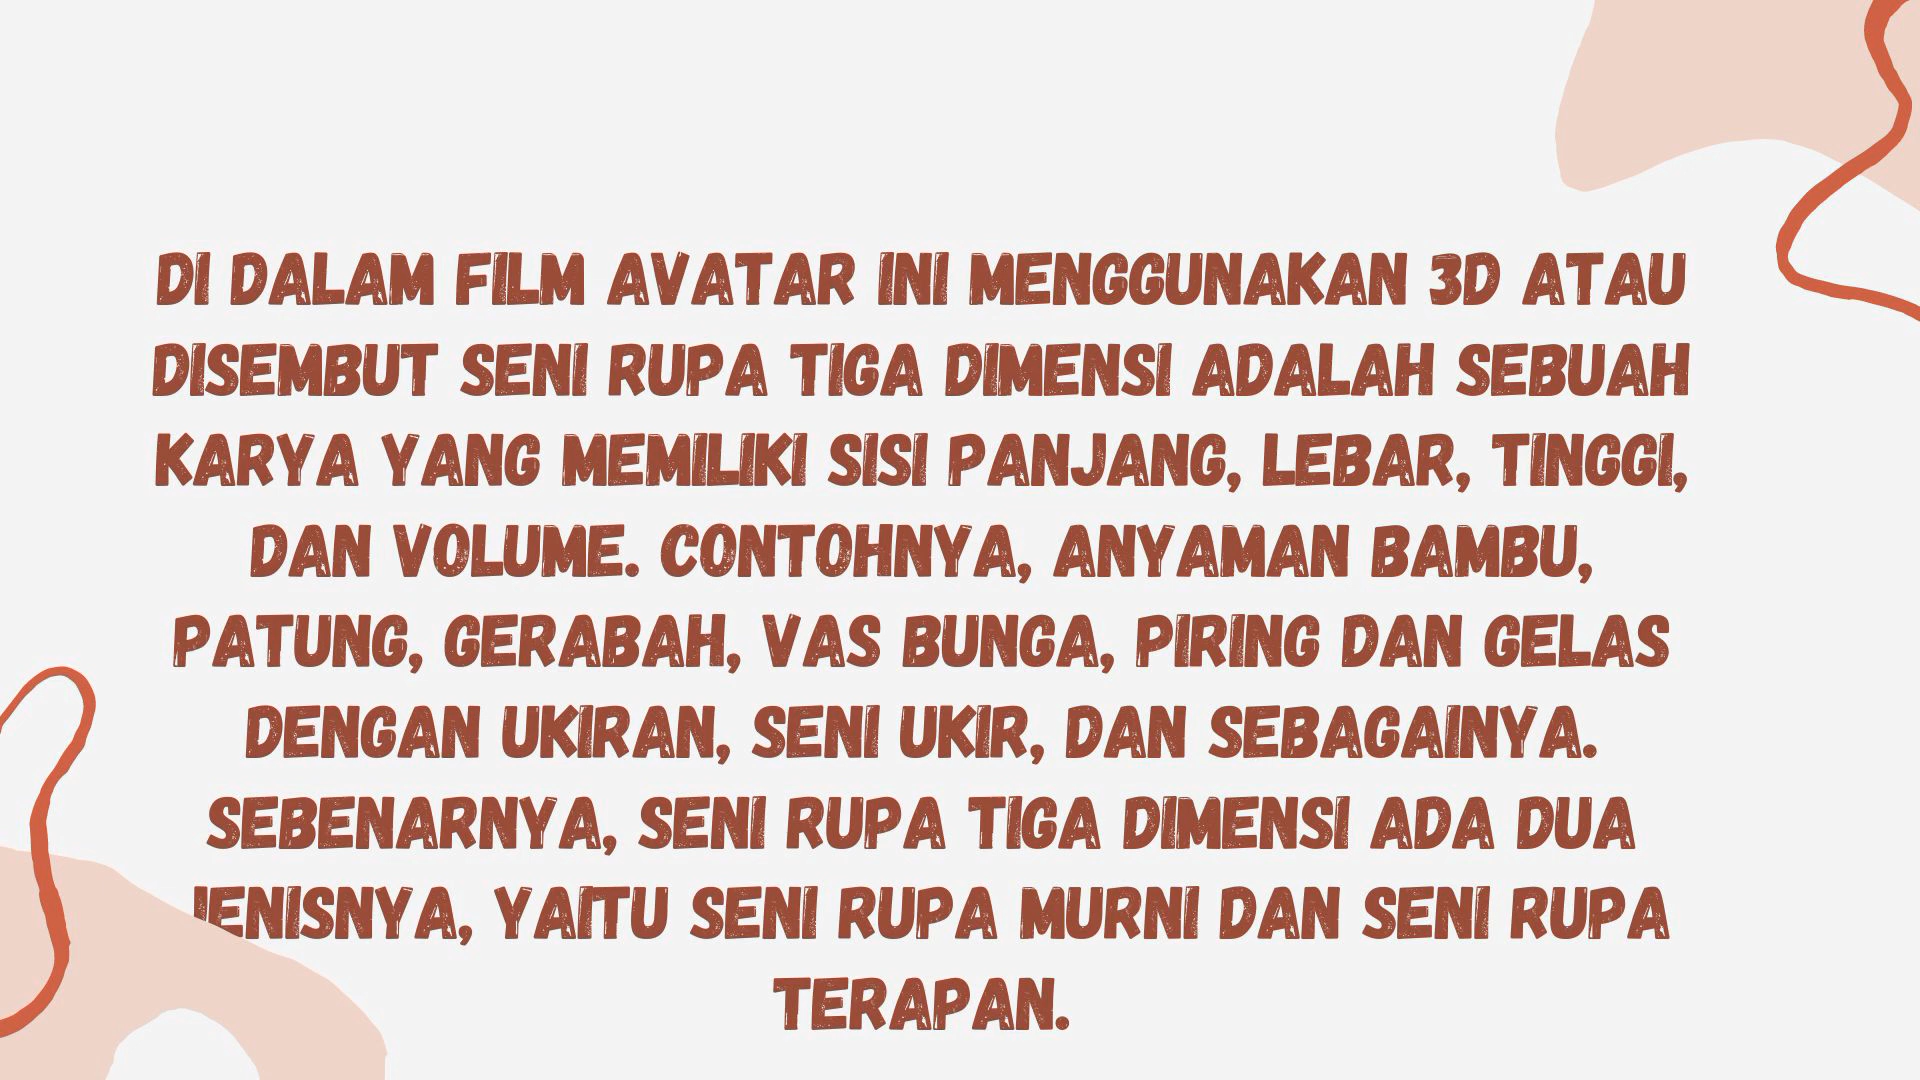 DI DALAM FILM AVATAR INI MENGGUNAKAN 3D ATAU
DISEMBUT SENI RUPA TIGA DIMENSI ADALAH SEBUAH
KARYA YANG MEMILIKI SISI PANJANG, LEBAR, TINGGI,
DAN VOLUME. CONTOHNYA, ANYAMAN BAMBU,
PATUNG, GERABAH, VAS BUNGA, PIRING DAN GELAS
DENGAN UKIRAN, SENI UKIR, DAN SEBAGAINYA.
SEBENARNYA, SENI RUPA TIGA DIMENSI ADA DUA
JENISNYA, YAITU SENI RUPA MURNI DAN SENI RUPA
TERAPAN.